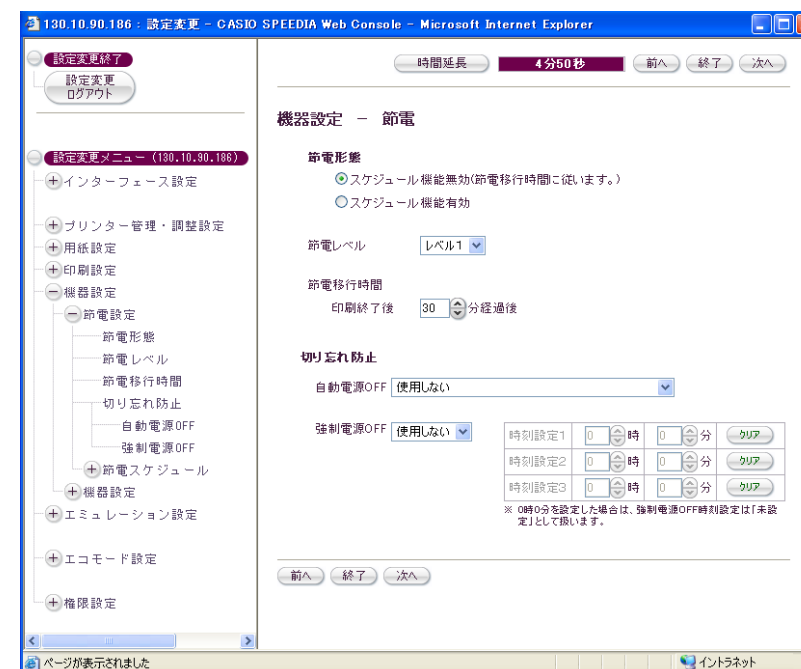 130.10.90.186 : 設定変更 - CASIO SPEEDIA Web Console - Microsoft Internet Explorer
設定変更終了
設定変更
ログアウト
設定変更メニュー (130.10.90.186)
インターフェース設定
プリンター管理・調整設定
用紙設定
印刷設定
機器設定
節電設定
節電形態
節電レベル
節電移行時間
切り忘れ防止
自動電源OFF
強制電源OFF
節電スケジュール
機器設定
エミュレーション設定
エコモード設定
権限設定
時間延長 4分50秒 前へ 終了 次へ
機器設定 － 節電
節電形態
スケジュール機能無効(節電移行時間に従います。)
スケジュール機能有効
節電レベル レベル1
節電移行時間
印刷終了後 30 分経過後
切り忘れ防止
自動電源OFF 使用しない
強制電源OFF 使用しない
時刻設定1 0 時 0 分 クリア
時刻設定2 0 時 0 分 クリア
時刻設定3 0 時 0 分 クリア
※ 0時0分を設定した場合は、強制電源OFF時刻設定は「未設
定」として扱います。
前へ 終了 次へ
ページが表示されました イントラネット